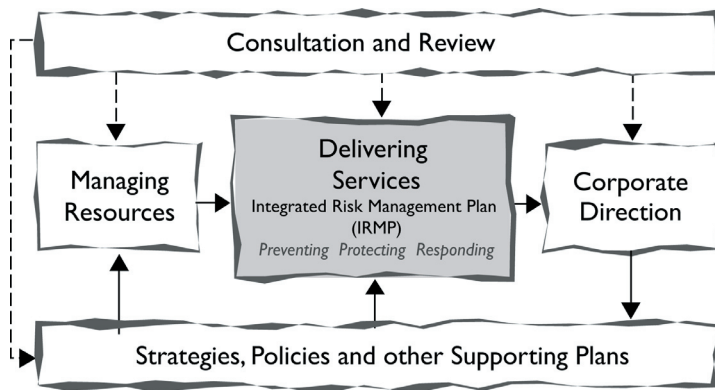 Consultation and Review
Managing
Resources
Delivering
Services
Integrated Risk Management Plan
(IRMP)
Preventing Protecting Responding
Corporate
Direction
Strategies, Policies and other Supporting Plans